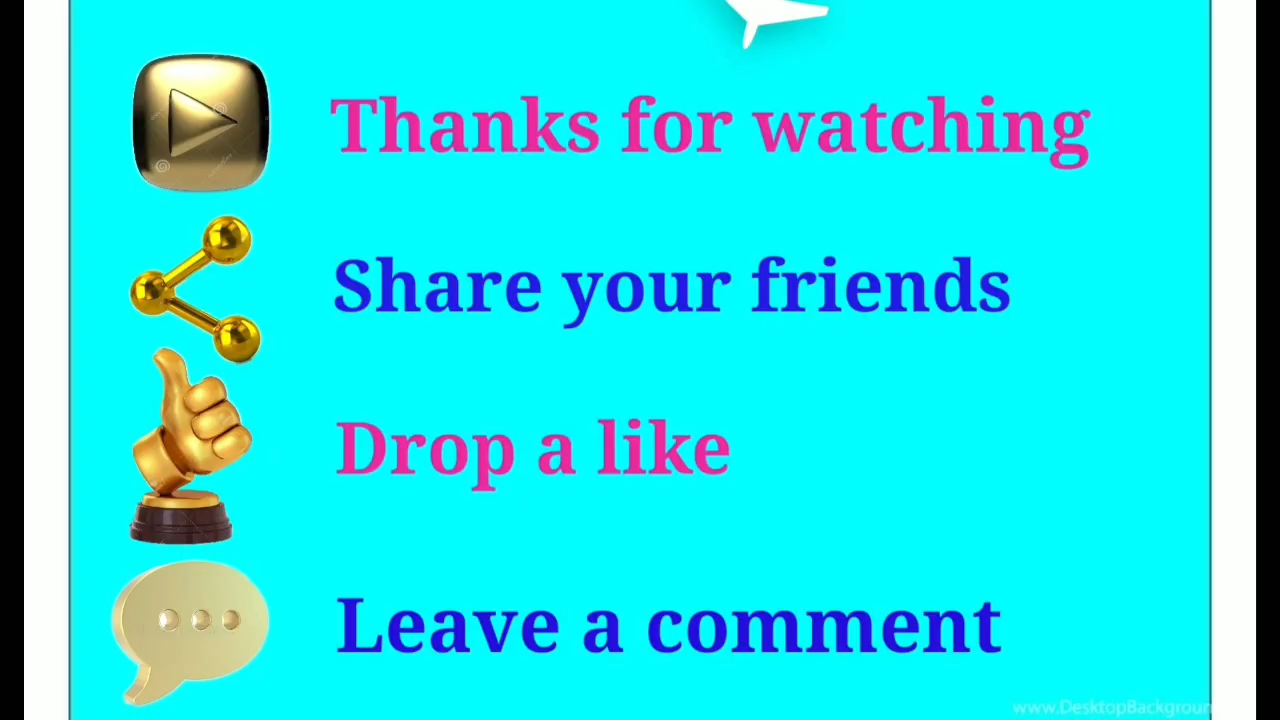 Thanks for watching
Share your friends
Drop a like
Leave a comment